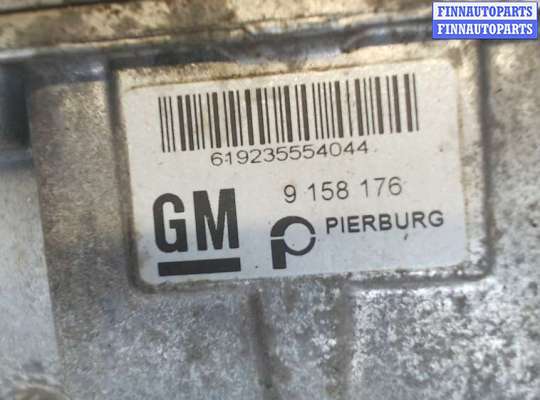 FINNAUTOPARTS
FINNAUTOPARTS
619235554044
9 158 176
GM
PIERBURG